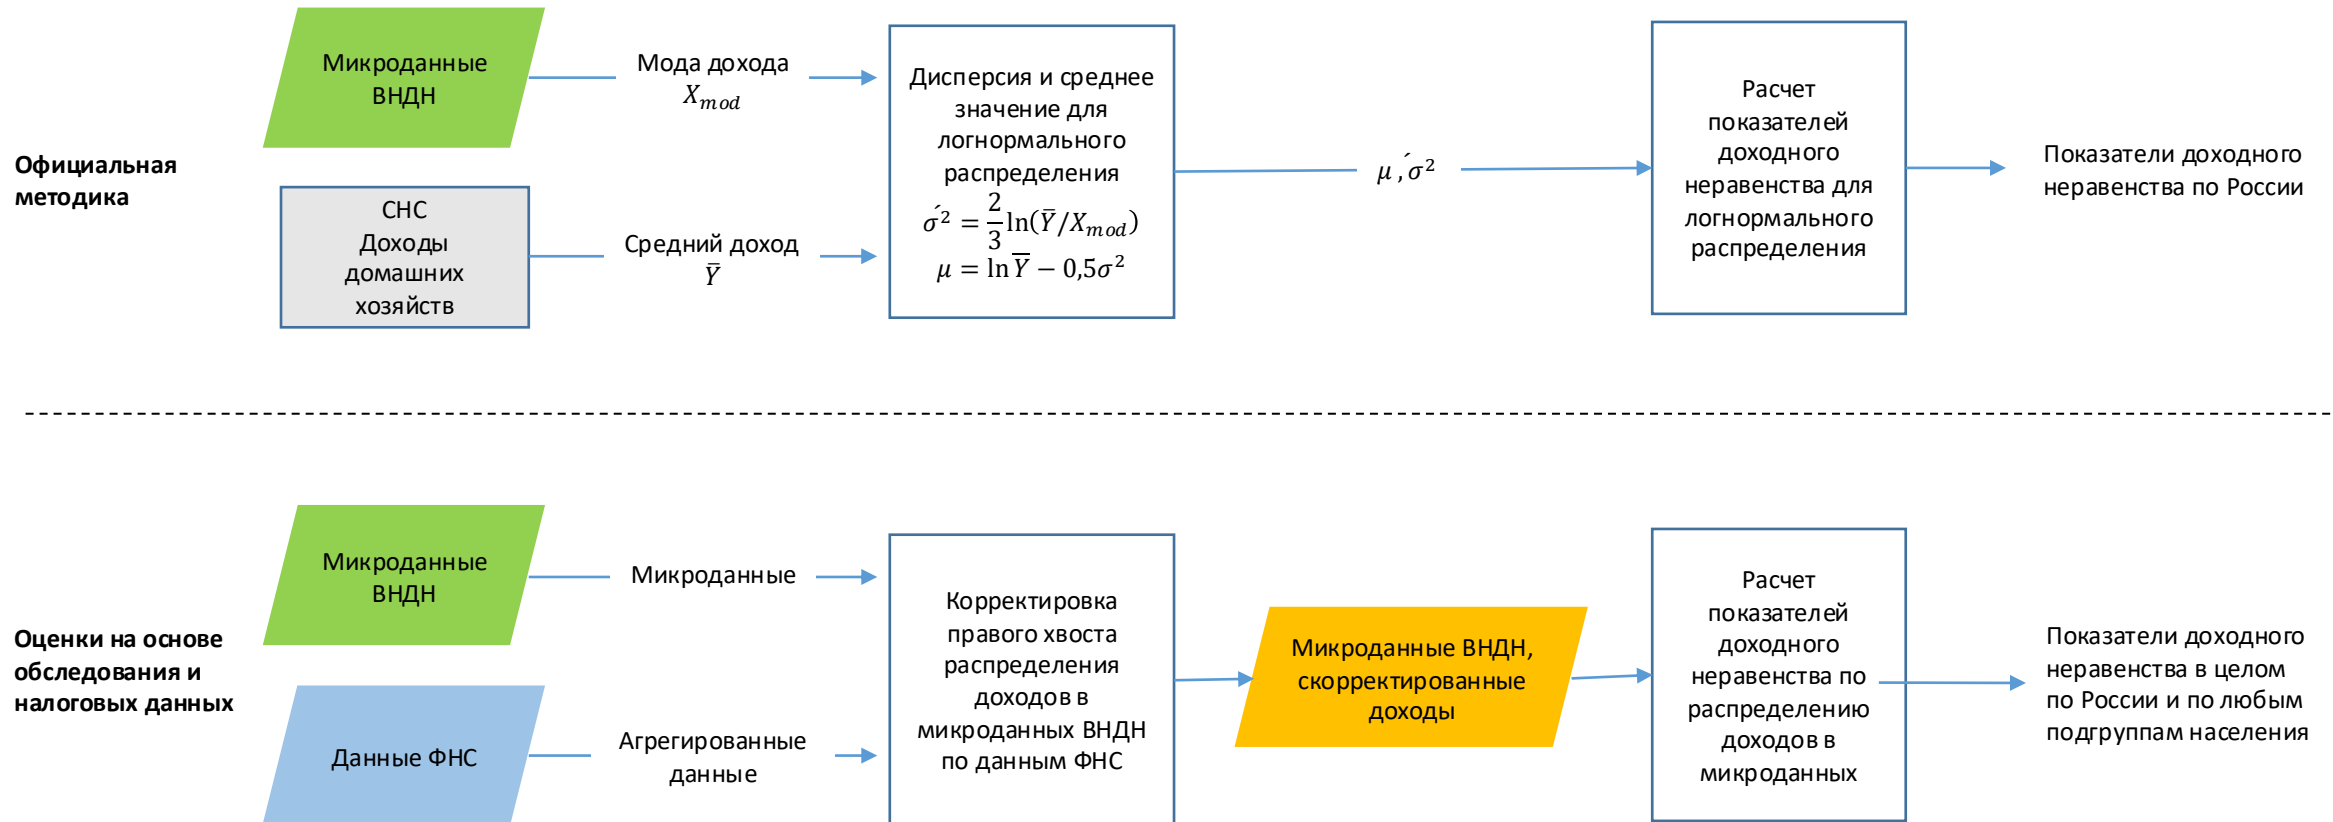 Официальная
методика
Микроданные
ВНДН
Мода дохода
X_mod
СНС
Доходы
домашних
хозяйств
Средний доход
Ȳ
Дисперсия и среднее
значение для
логнормального
распределения
σ́² = 2/3 ln(Ȳ/X_mod)
μ = ln Ȳ − 0,5σ²
μ , σ́²
Расчет
показателей
доходного
неравенства для
логнормального
распределения
Показатели доходного
неравенства по России
Оценки на основе
обследования и
налоговых данных
Микроданные
ВНДН
Микроданные
Данные ФНС
Агрегированные
данные
Корректировка
правого хвоста
распределения
доходов в
микроданных ВНДН
по данным ФНС
Микроданные ВНДН,
скорректированные
доходы
Расчет
показателей
доходного
неравенства по
распределению
доходов в
микроданных
Показатели доходного
неравенства в целом
по России и по любым
подгруппам населения